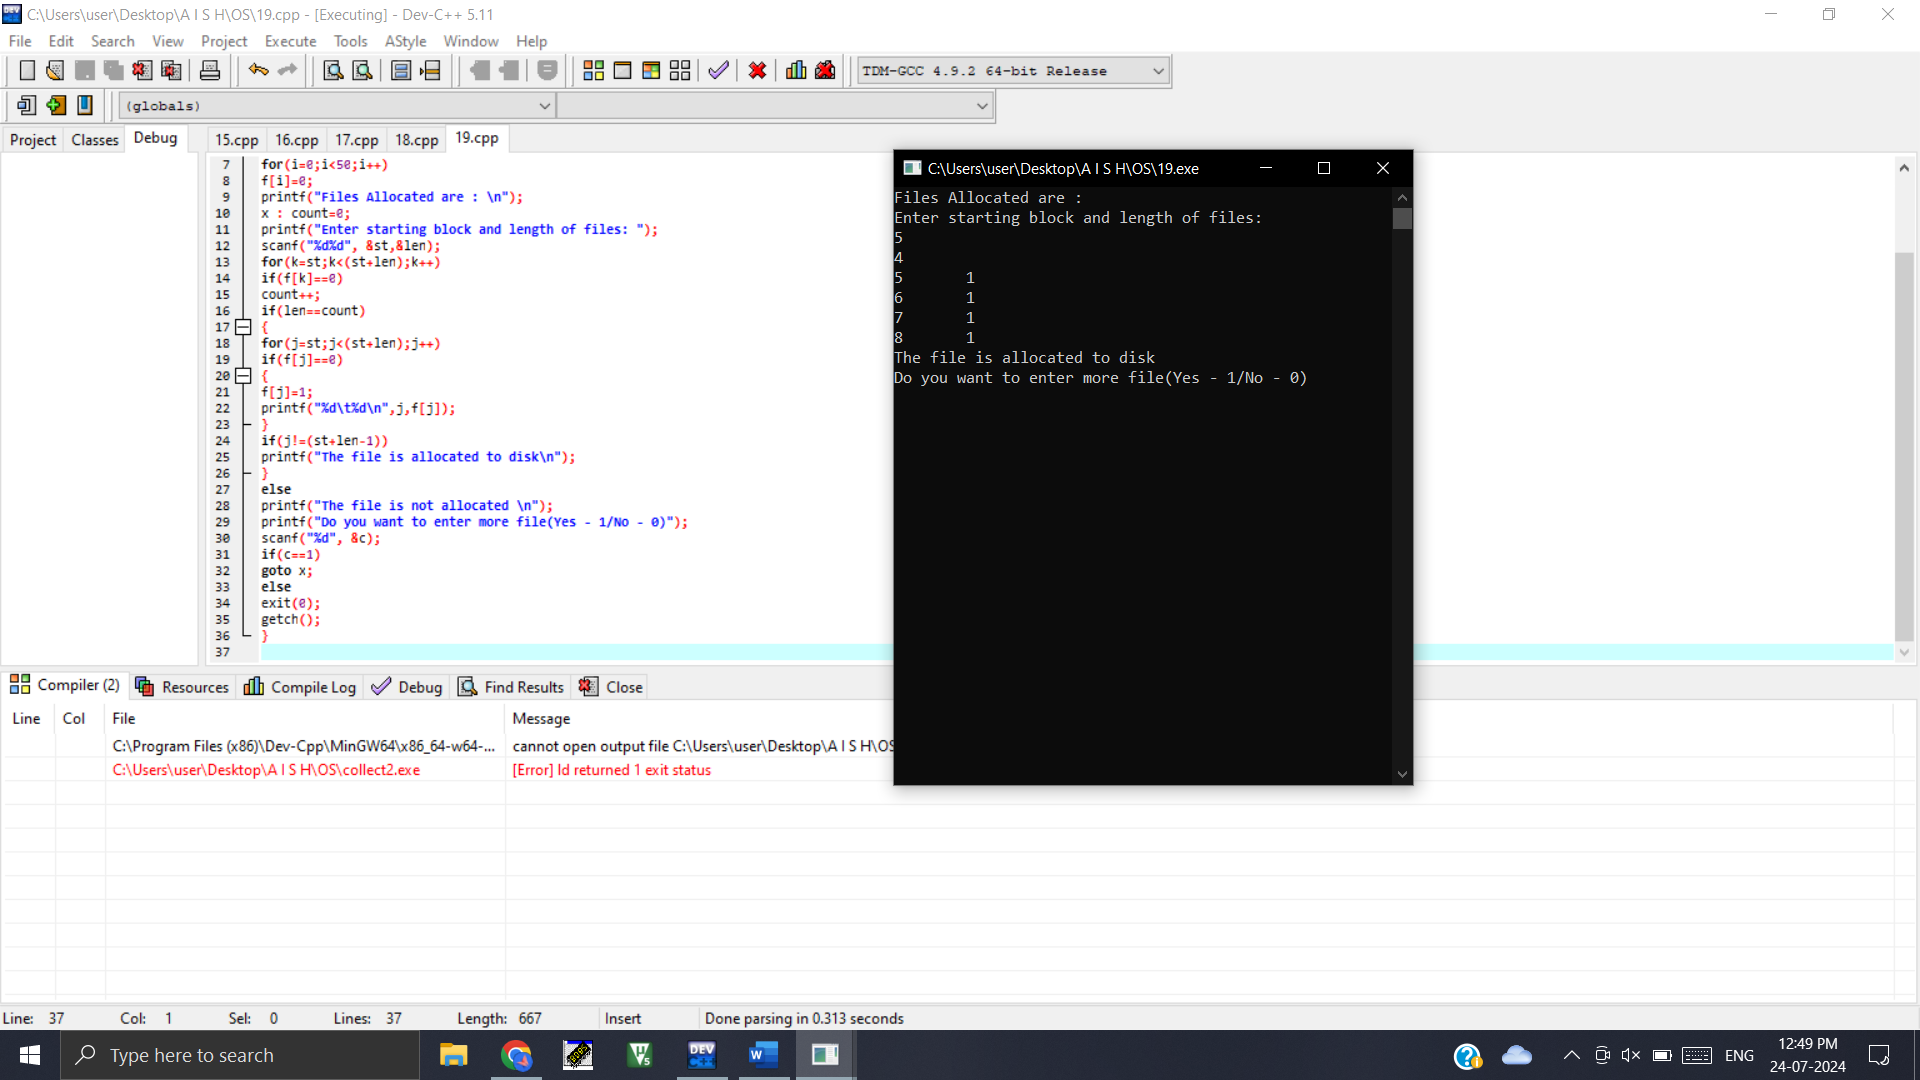 C:\Users\user\Desktop\A I S H\OS\19.cpp - [Executing] - Dev-C++ 5.11
File Edit Search View Project Execute Tools AStyle Window Help
TDM-GCC 4.9.2 64-bit Release
(globals)
Project Classes Debug
15.cpp 16.cpp 17.cpp 18.cpp 19.cpp
7 for(i=0;i<50;i++)
8 f[i]=0;
9 printf("Files Allocated are : \n");
10 x : count=0;
11 printf("Enter starting block and length of files: ");
12 scanf("%d%d", &st,&len);
13 for(k=st;k<(st+len);k++)
14 if(f[k]==0)
15 count++;
16 if(len==count)
17 {
18 for(j=st;j<(st+len);j++)
19 if(f[j]==0)
20 {
21 f[j]=1;
22 printf("%d\t%d\n",j,f[j]);
23 }
24 if(j!=(st+len-1))
25 printf("The file is allocated to disk\n");
26 }
27 else
28 printf("The file is not allocated \n");
29 printf("Do you want to enter more file(Yes - 1/No - 0)");
30 scanf("%d", &c);
31 if(c==1)
32 goto x;
33 else
34 exit(0);
35 getch();
36 }
37
C:\Users\user\Desktop\A I S H\OS\19.exe
Files Allocated are :
Enter starting block and length of files:
5
4
5 1
6 1
7 1
8 1
The file is allocated to disk
Do you want to enter more file(Yes - 1/No - 0)
Compiler (2) Resources Compile Log Debug Find Results Close
Line Col File Message
C:\Program Files (x86)\Dev-Cpp\MinGW64\x86_64-w64-... cannot open output file C:\Users\user\Desktop\A I S H\OS
C:\Users\user\Desktop\A I S H\OS\collect2.exe [Error] ld returned 1 exit status
Line: 37 Col: 1 Sel: 0 Lines: 37 Length: 667 Insert Done parsing in 0.313 seconds
Type here to search
DEV
ENG
12:49 PM
24-07-2024